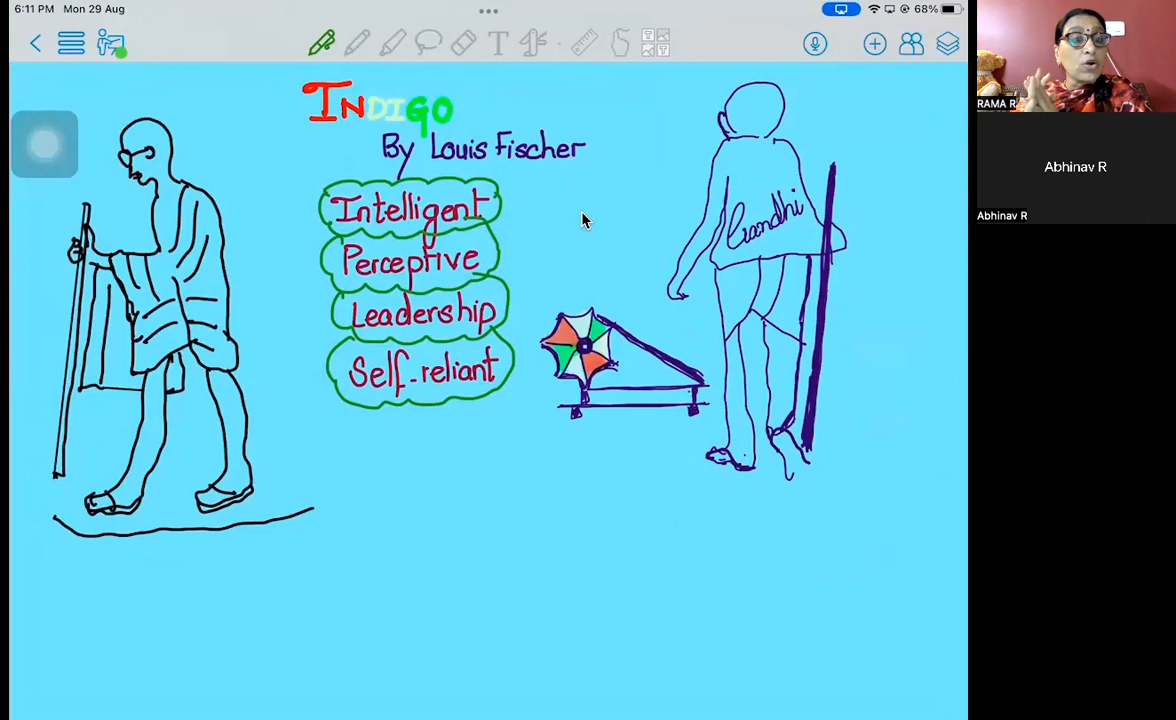 6:11 PM Mon 29 Aug
68%
INDIGO
By Louis Fischer
Intelligent
Perceptive
Leadership
Self-reliant
Gandhi
RAMA R
Abhinav R
Abhinav R